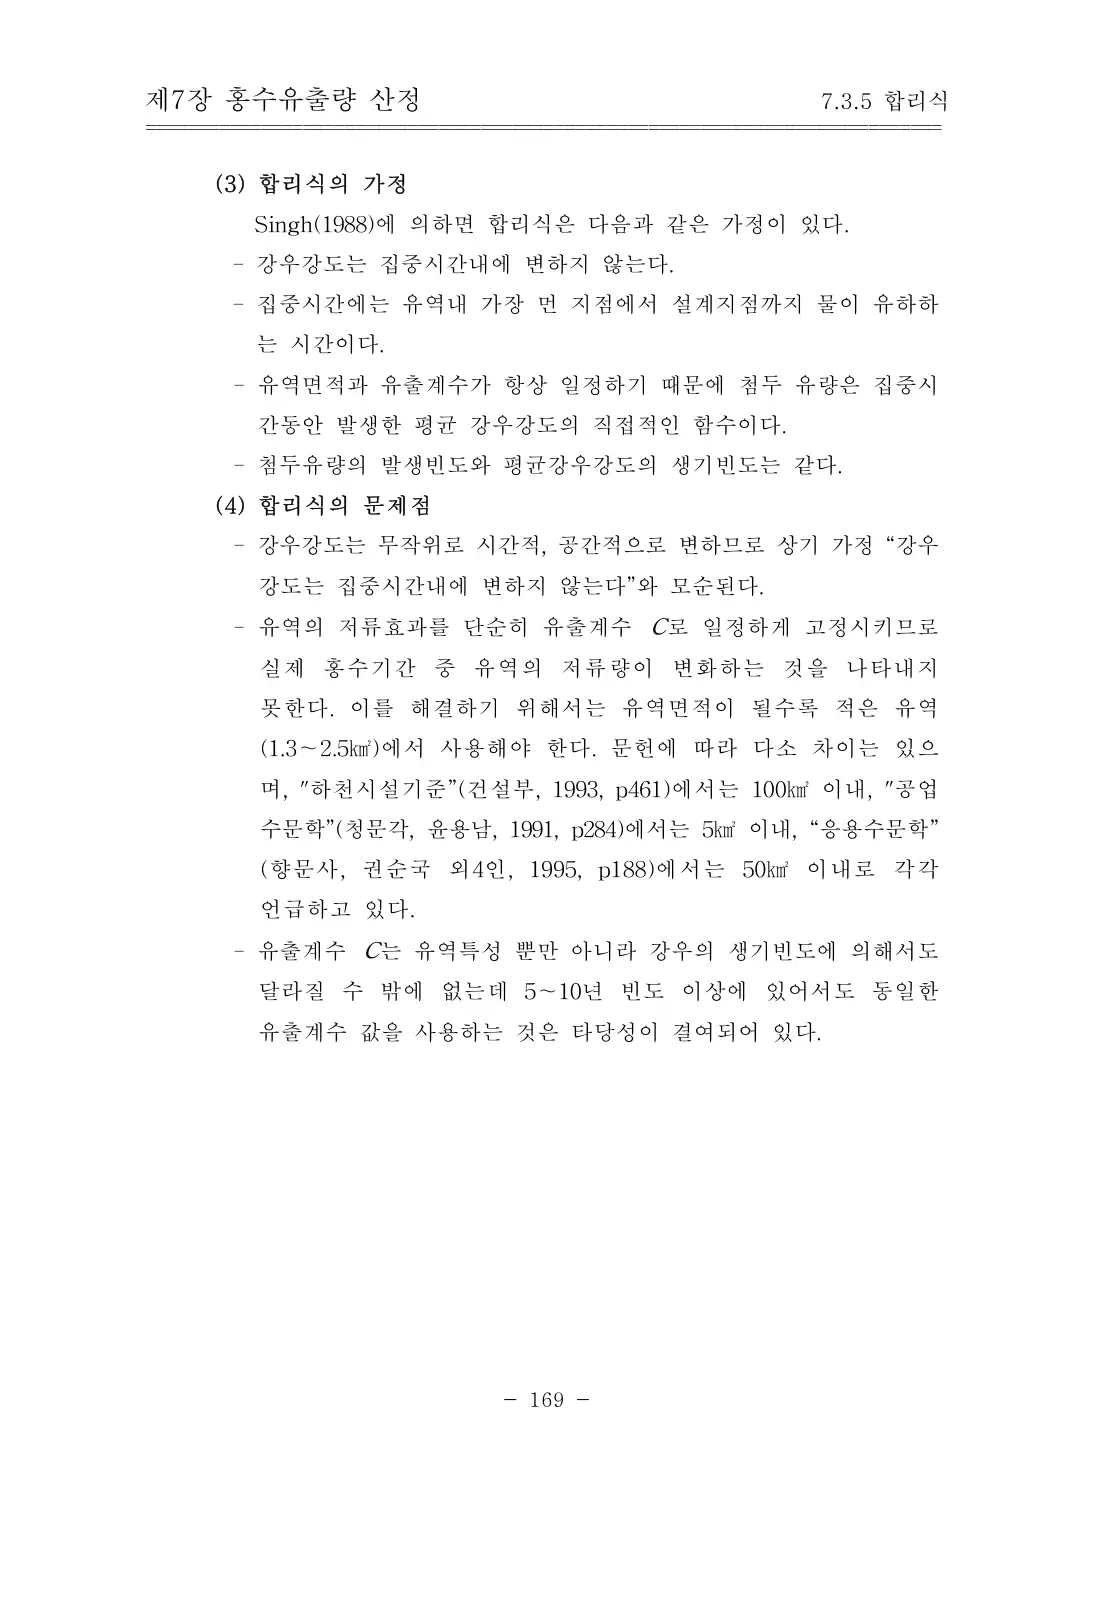 제7장 홍수유출량 산정 7.3.5 합리식
(3) 합리식의 가정
Singh(1988)에 의하면 합리식은 다음과 같은 가정이 있다.
- 강우강도는 집중시간내에 변하지 않는다.
- 집중시간에는 유역내 가장 먼 지점에서 설계지점까지 물이 유하하
는 시간이다.
- 유역면적과 유출계수가 항상 일정하기 때문에 첨두 유량은 집중시
간동안 발생한 평균 강우강도의 직접적인 함수이다.
- 첨두유량의 발생빈도와 평균강우강도의 생기빈도는 같다.
(4) 합리식의 문제점
- 강우강도는 무작위로 시간적, 공간적으로 변하므로 상기 가정 “강우
강도는 집중시간내에 변하지 않는다”와 모순된다.
- 유역의 저류효과를 단순히 유출계수 C로 일정하게 고정시키므로
실제 홍수기간 중 유역의 저류량이 변화하는 것을 나타내지
못한다. 이를 해결하기 위해서는 유역면적이 될수록 적은 유역
(1.3∼2.5㎢)에서 사용해야 한다. 문헌에 따라 다소 차이는 있으
며, ″하천시설기준”(건설부, 1993, p461)에서는 100㎢ 이내, ″공업
수문학”(청문각, 윤용남, 1991, p284)에서는 5㎢ 이내, “응용수문학”
(향문사, 권순국 외4인, 1995, p188)에서는 50㎢ 이내로 각각
언급하고 있다.
- 유출계수 C는 유역특성 뿐만 아니라 강우의 생기빈도에 의해서도
달라질 수 밖에 없는데 5∼10년 빈도 이상에 있어서도 동일한
유출계수 값을 사용하는 것은 타당성이 결여되어 있다.
- 169 -